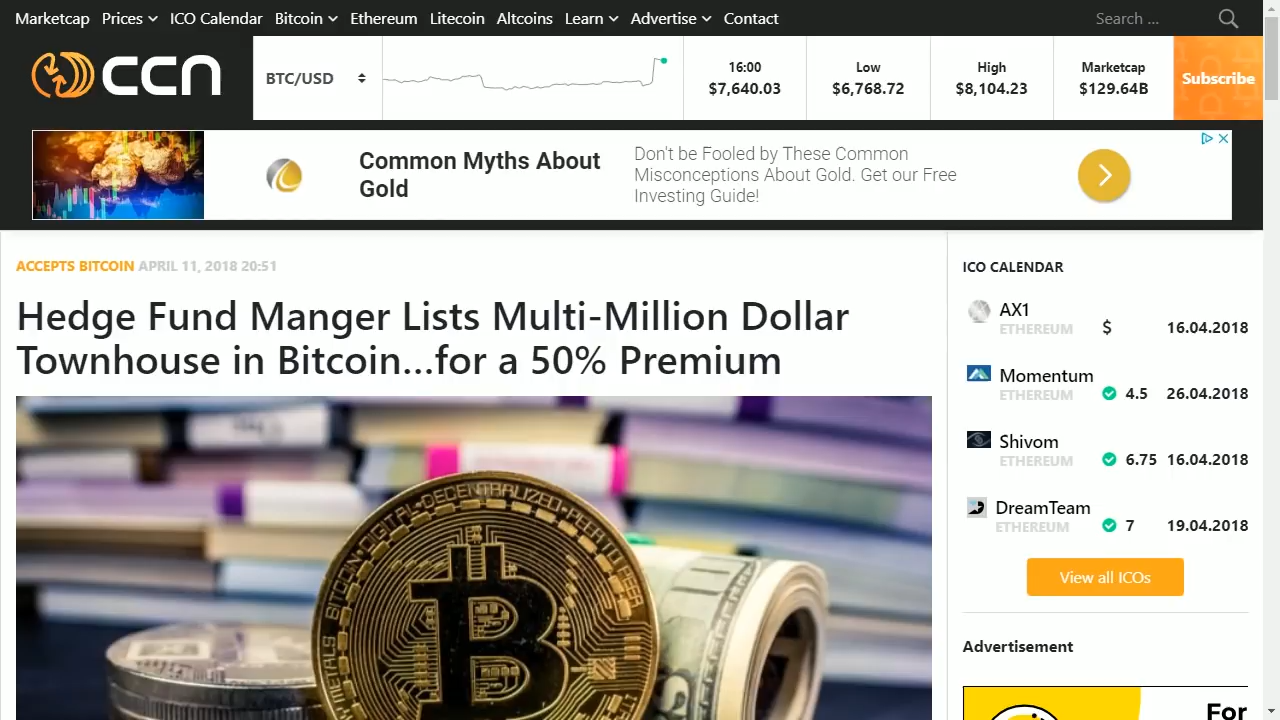 Marketcap Prices ICO Calendar Bitcoin Ethereum Litecoin Altcoins Learn Advertise Contact Search ...
CCN
BTC/USD
16:00
$7,640.03
Low
$6,768.72
High
$8,104.23
Marketcap
$129.64B
Subscribe
Common Myths About
Gold
Don't be Fooled by These Common
Misconceptions About Gold. Get our Free
Investing Guide!
ACCEPTS BITCOIN APRIL 11, 2018 20:51
Hedge Fund Manger Lists Multi-Million Dollar
Townhouse in Bitcoin...for a 50% Premium
DIGITAL • DECENTRALIZED • PEER TO PEER
ICO CALENDAR
AX1
ETHEREUM $ 16.04.2018
Momentum
ETHEREUM 4.5 26.04.2018
Shivom
ETHEREUM 6.75 16.04.2018
DreamTeam
ETHEREUM 7 19.04.2018
View all ICOs
Advertisement
For